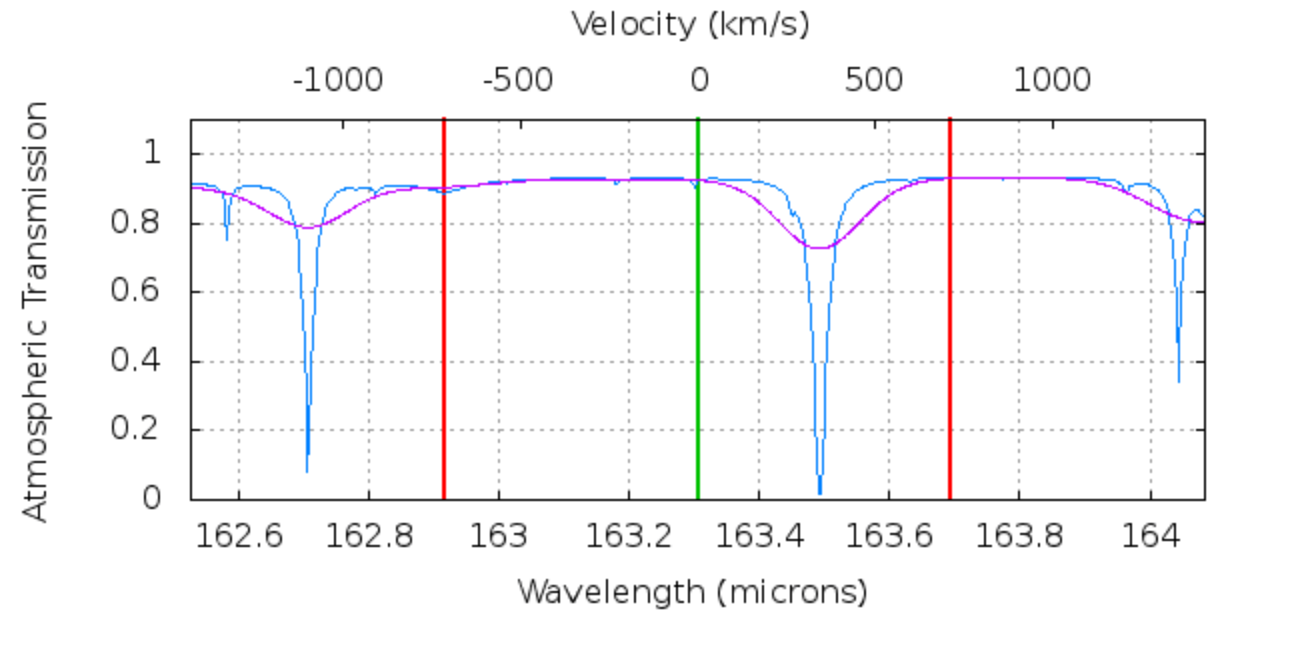 Velocity (km/s)
-1000 -500 0 500 1000
Atmospheric Transmission
1
0.8
0.6
0.4
0.2
0
162.6 162.8 163 163.2 163.4 163.6 163.8 164
Wavelength (microns)